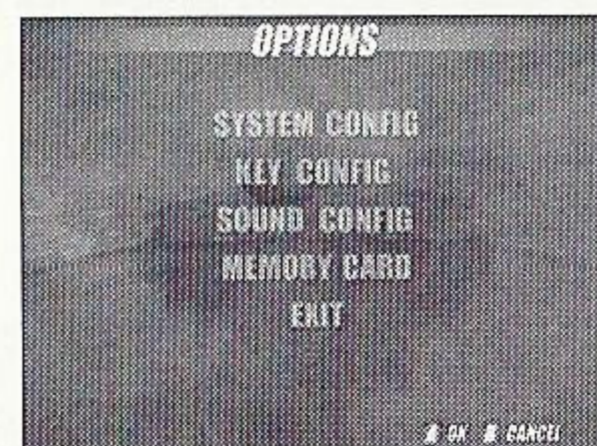 OPTIONS
SYSTEM CONFIG
KEY CONFIG
SOUND CONFIG
MEMORY CARD
EXIT
OK CANCEL